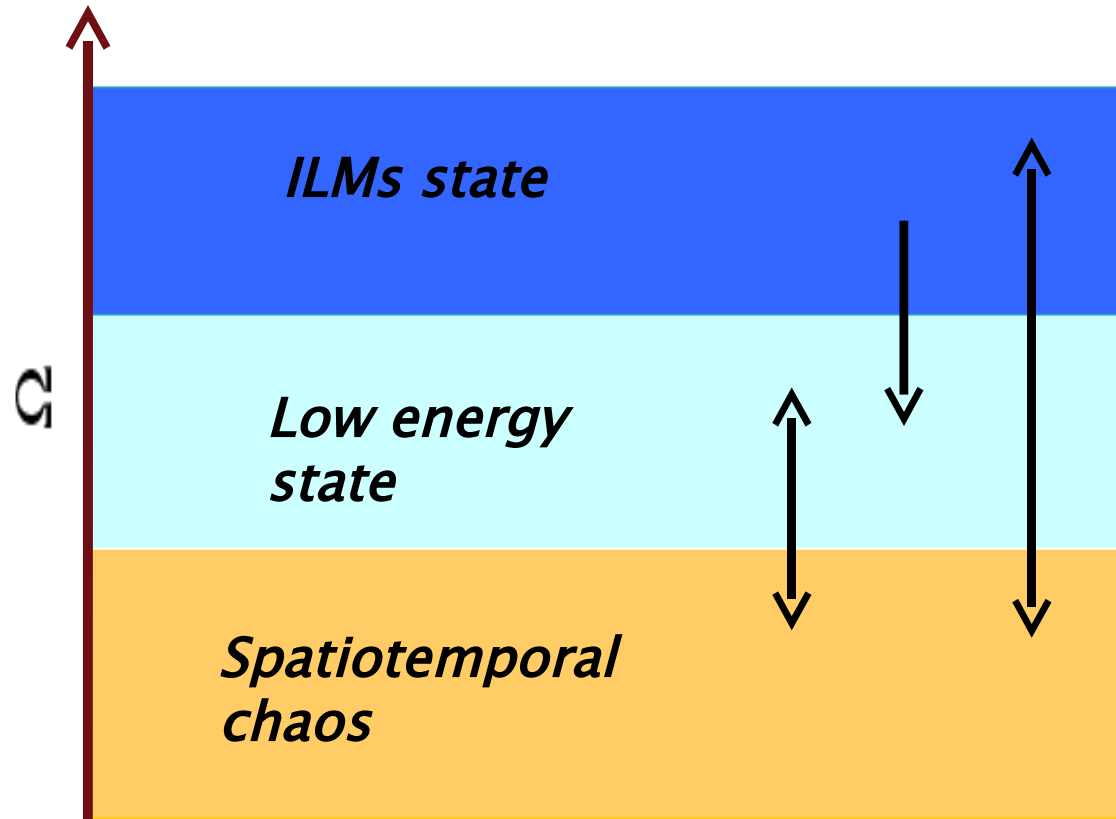 ILMs state
Ω
Low energy
state
Spatiotemporal
chaos